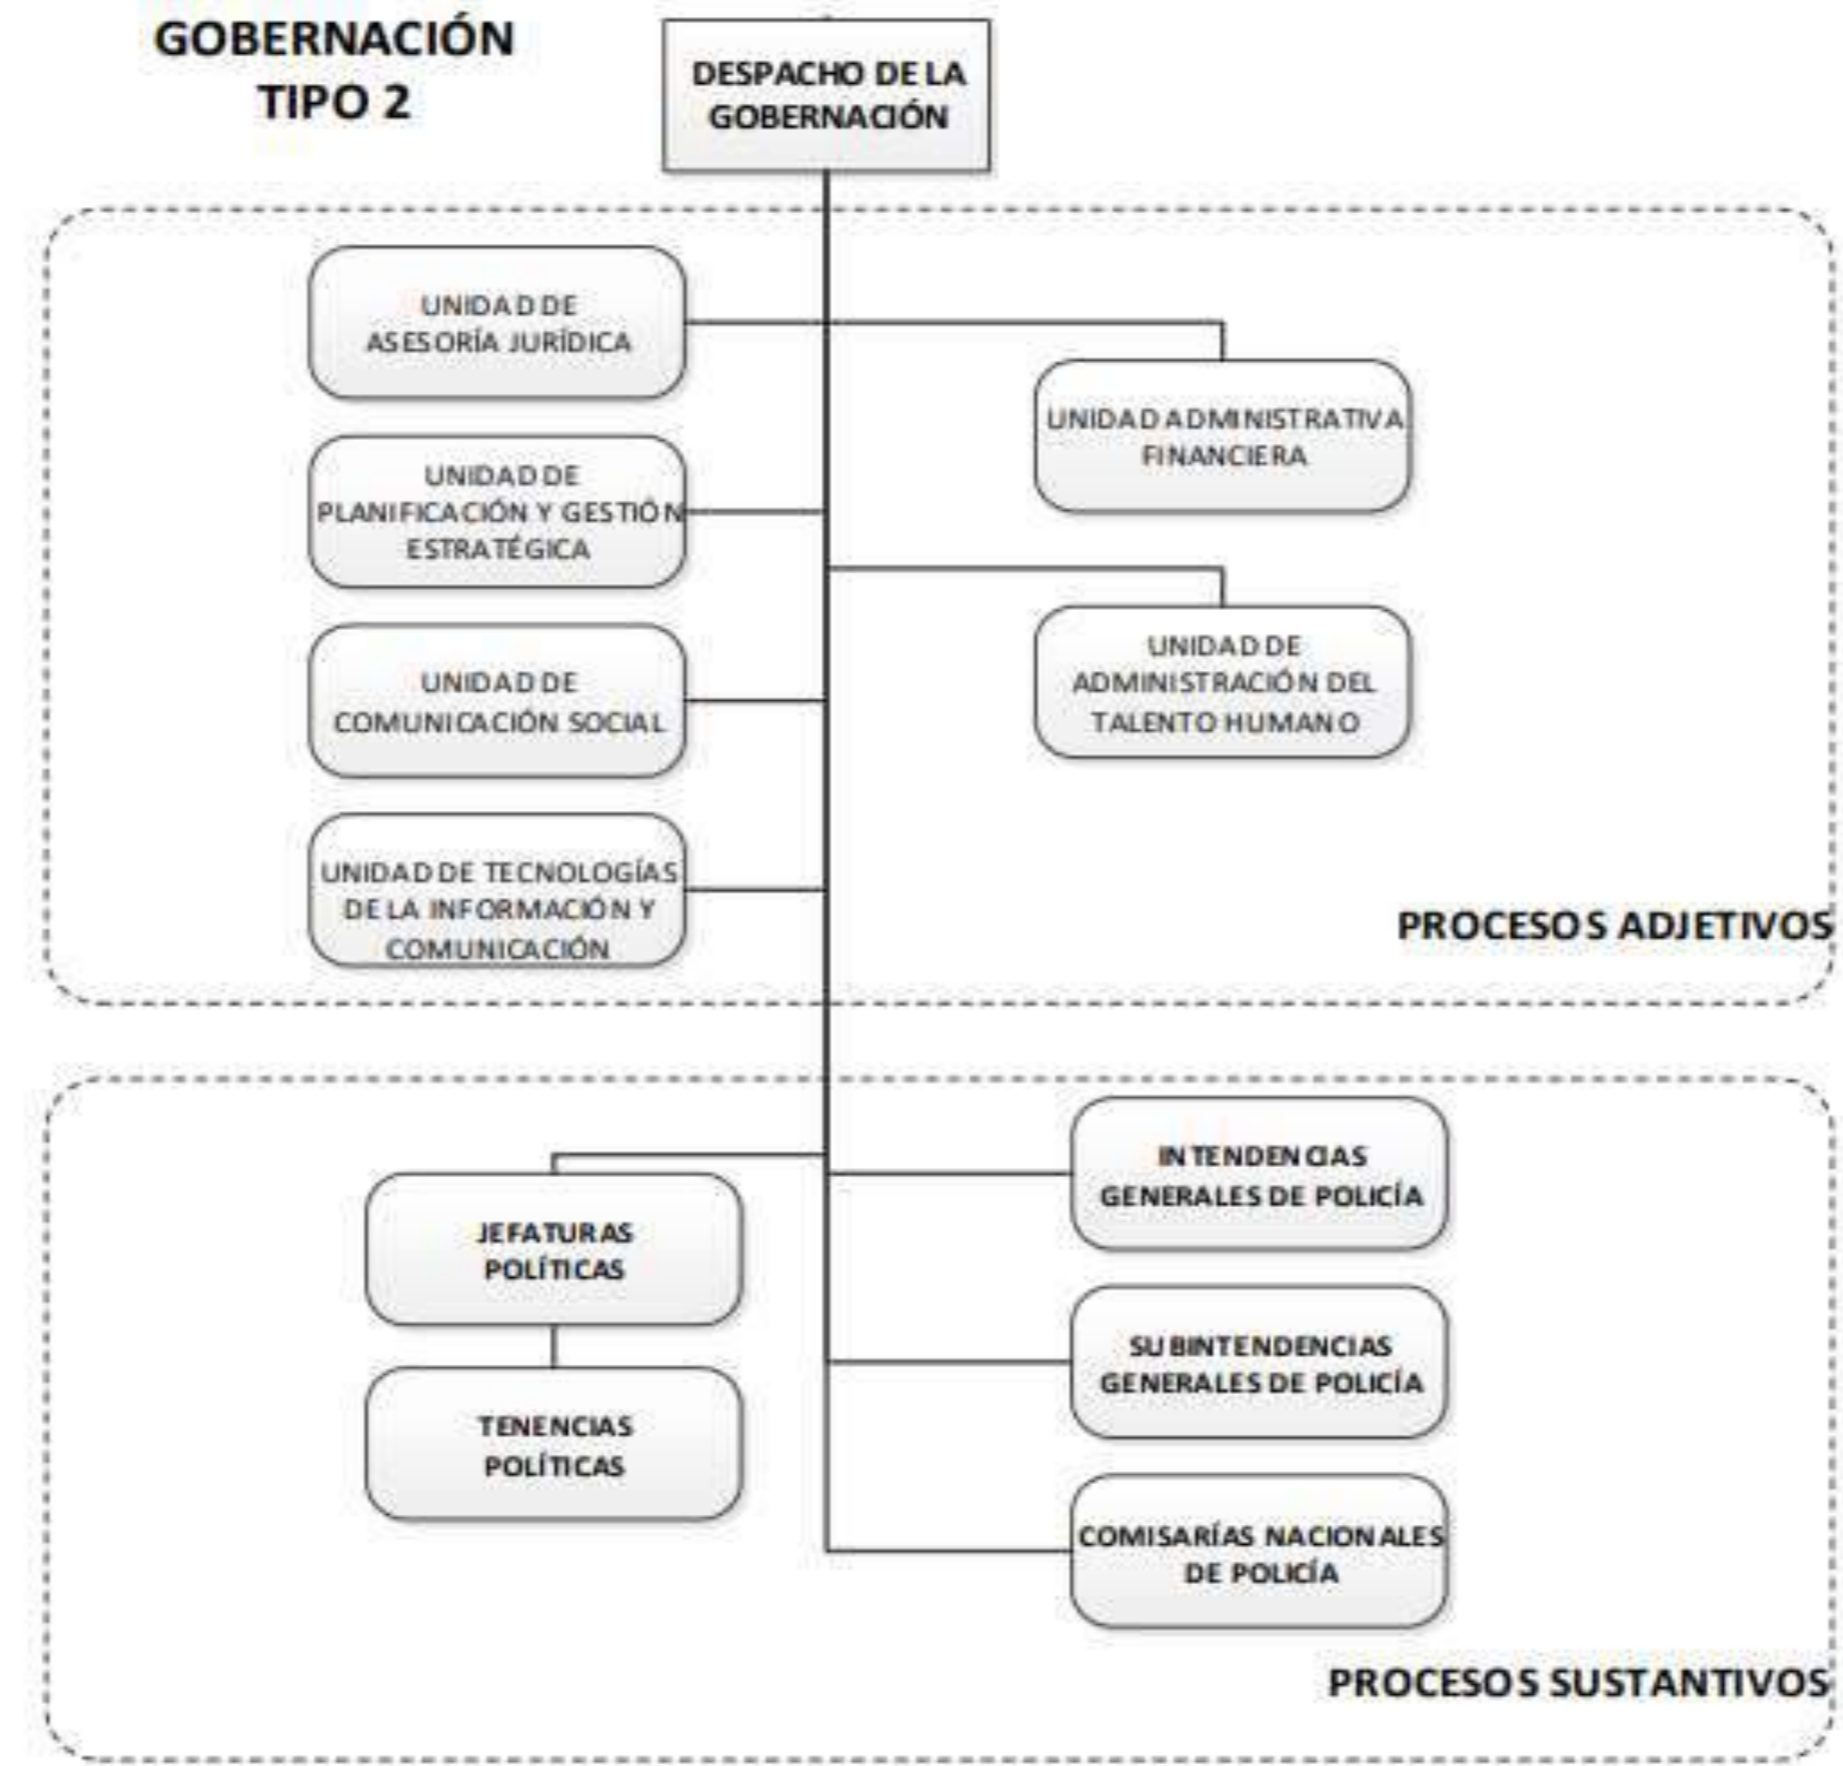 GOBERNACIÓN
TIPO 2
DESPACHO DE LA
GOBERNACIÓN
UNIDAD DE
ASESORÍA JURÍDICA
UNIDAD ADMINISTRATIVA
FINANCIERA
UNIDAD DE
PLANIFICACIÓN Y GESTIÓN
ESTRATÉGICA
UNIDAD DE
ADMINISTRACIÓN DEL
TALENTO HUMANO
UNIDAD DE
COMUNICACIÓN SOCIAL
UNIDAD DE TECNOLOGÍAS
DE LA INFORMACIÓN Y
COMUNICACIÓN
PROCESOS ADJETIVOS
JEFATURAS
POLÍTICAS
TENENCIAS
POLÍTICAS
INTENDENCIAS
GENERALES DE POLICÍA
SUBINTENDENCIAS
GENERALES DE POLICÍA
COMISARÍAS NACIONALES
DE POLICÍA
PROCESOS SUSTANTIVOS